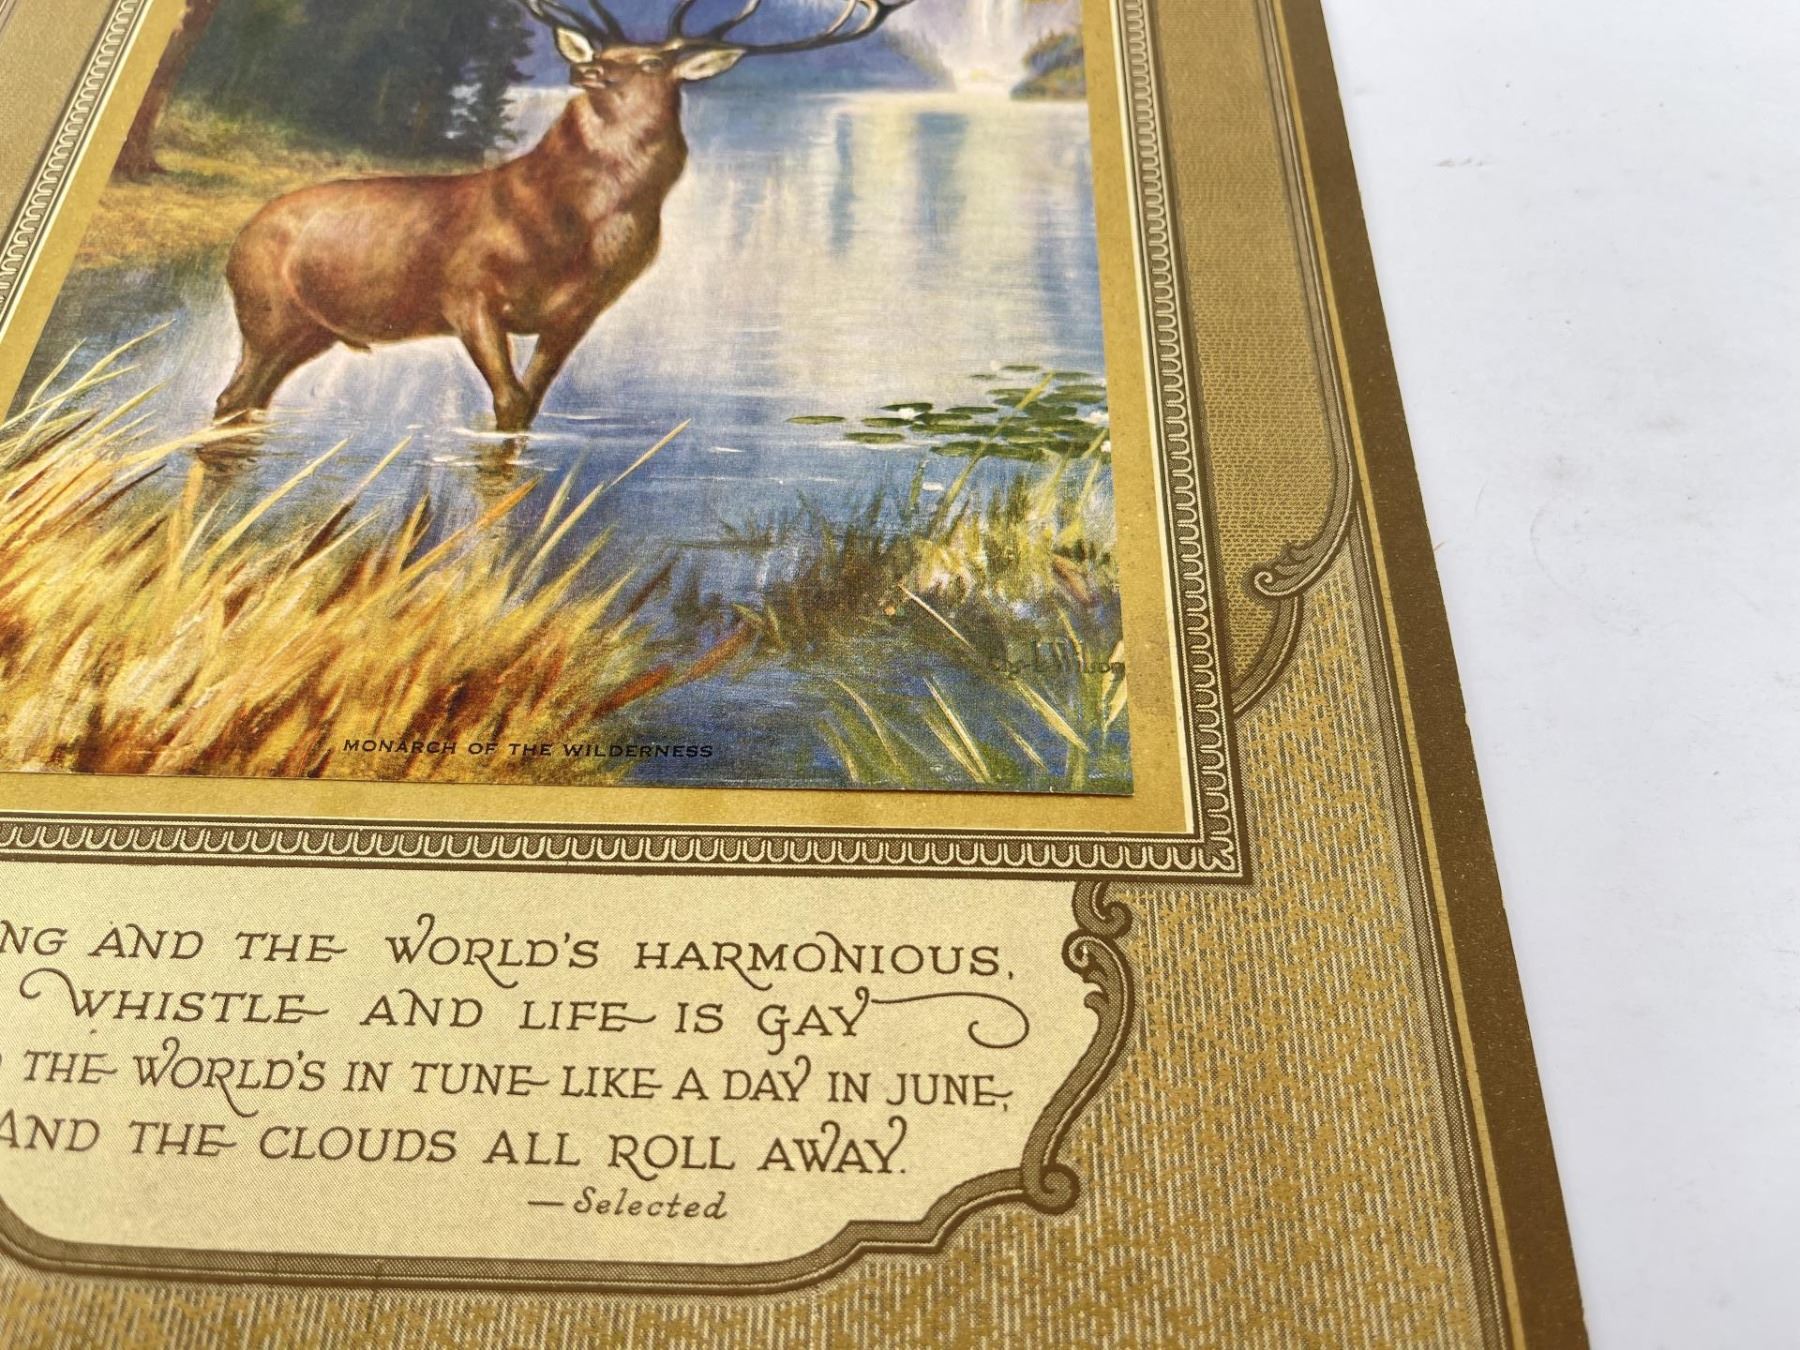 L Wilson
MONARCH OF THE WILDERNESS
AND THE WORLD'S HARMONIOUS,
WHISTLE AND LIFE IS GAY
THE WORLD'S IN TUNE LIKE A DAY IN JUNE,
AND THE CLOUDS ALL ROLL AWAY.
—Selected